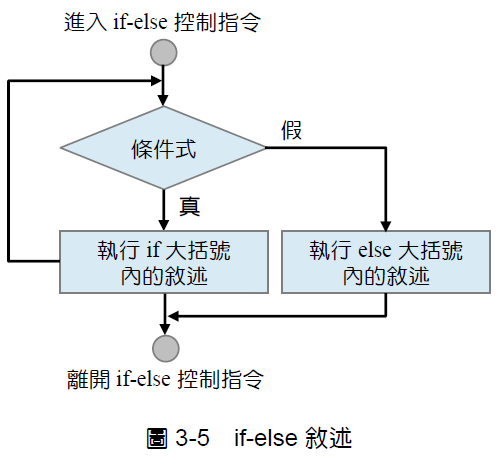 進入 if-else 控制指令
條件式
假
真
執行 if 大括號
內的敘述
執行 else 大括號
內的敘述
離開 if-else 控制指令
圖 3-5 if-else 敘述